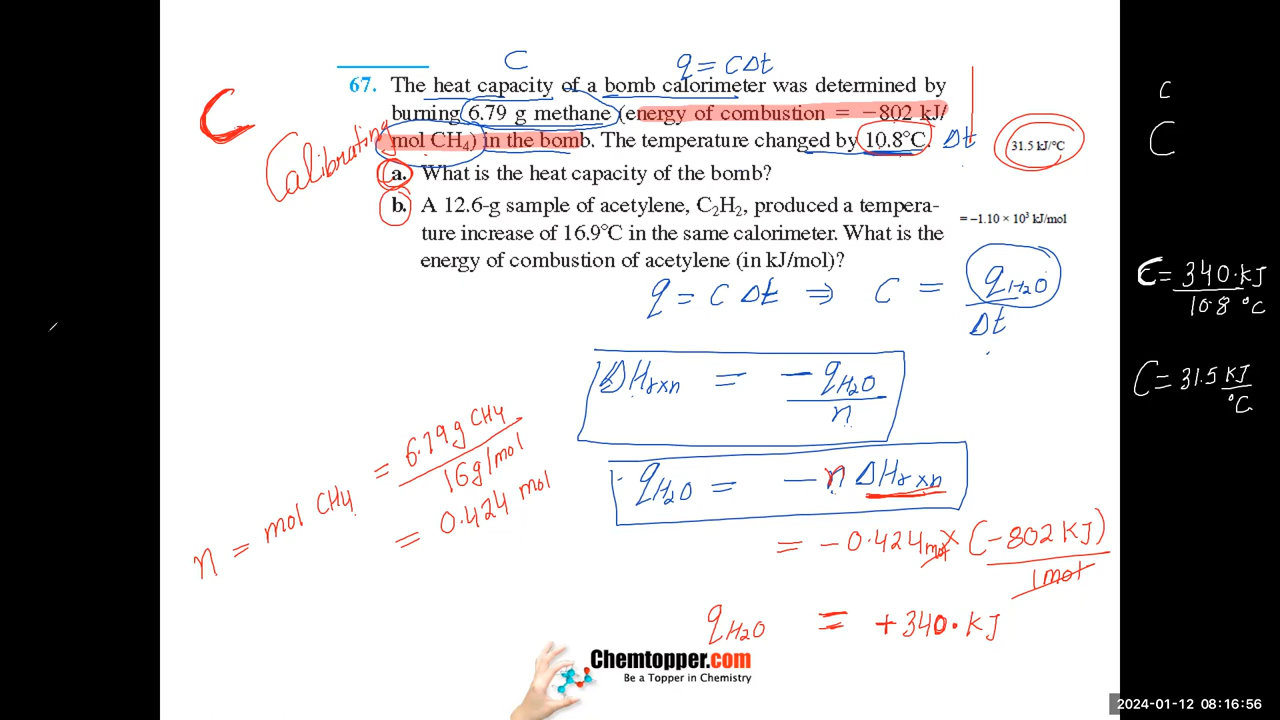 C
q = CΔt
67. The heat capacity of a bomb calorimeter was determined by
burning 6.79 g methane (energy of combustion = −802 kJ/
mol CH₄) in the bomb. The temperature changed by 10.8°C.
Δt
31.5 kJ/°C
C
Calibrating
a. What is the heat capacity of the bomb?
b. A 12.6-g sample of acetylene, C₂H₂, produced a tempera-
ture increase of 16.9°C in the same calorimeter. What is the
energy of combustion of acetylene (in kJ/mol)?
= −1.10 × 10³ kJ/mol
C
C
q = C Δt ⇒ C = qH₂O
Δt
C = 340. KJ
10.8 °C
C = 31.5 KJ
°C
ΔHrxn = − qH₂O
n
qH₂O = − n ΔHrxn
n = mol CH4 = 6.79 g CH4
16 g/mol
= 0.424 mol
= − 0.424 mol × (−802 KJ)
1 mol
qH₂O = + 340. KJ
Chemtopper.com
Be a Topper in Chemistry
2024-01-12 08:16:56